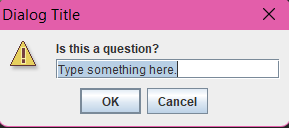 Dialog Title
Is this a question?
Type something here.
OK Cancel